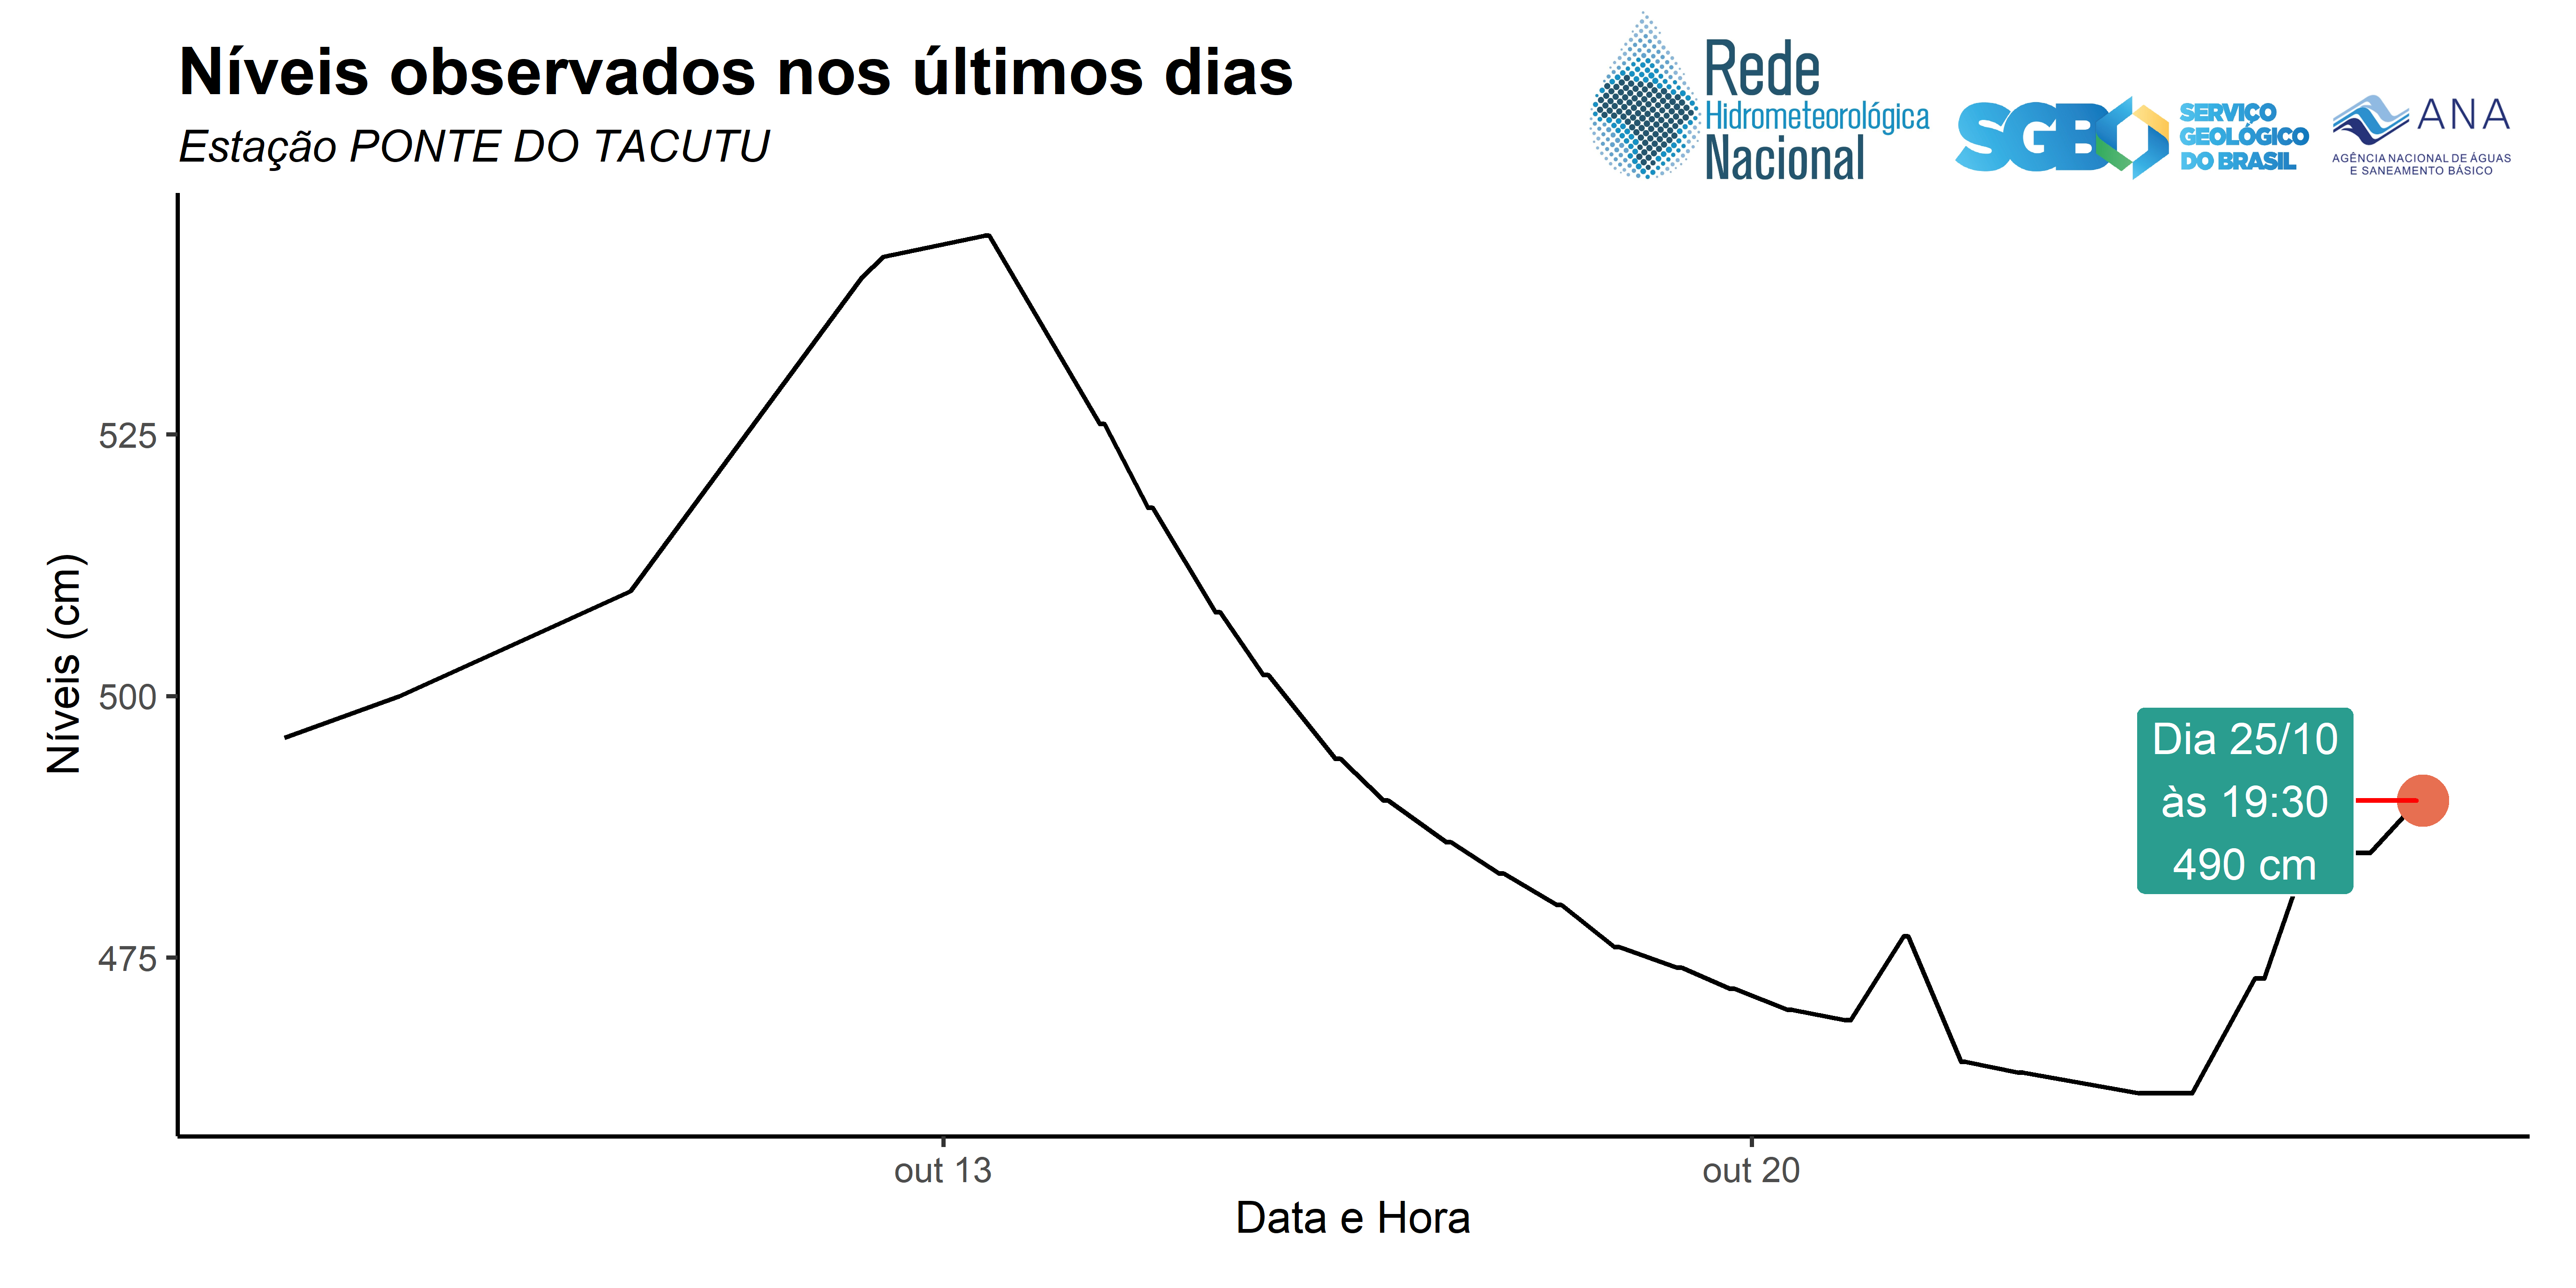 Níveis observados nos últimos dias
Estação PONTE DO TACUTU
Rede
Hidrometeorológica
Nacional
SGB
SERVIÇO
GEOLÓGICO
DO BRASIL
ANA
AGÊNCIA NACIONAL DE ÁGUAS
E SANEAMENTO BÁSICO
Níveis (cm)
525
500
475
Dia 25/10
às 19:30
490 cm
out 13
out 20
Data e Hora